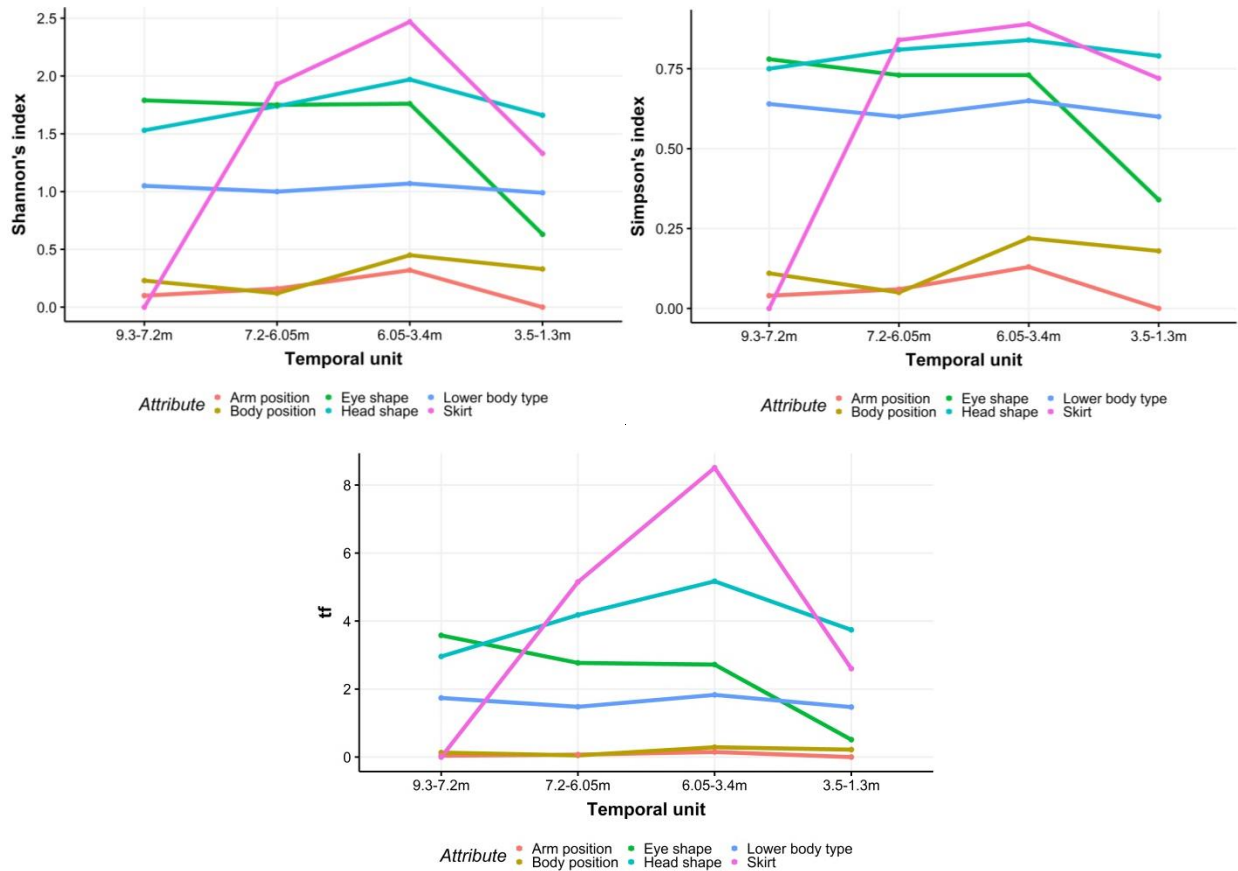 2.5
2.0
1.5
1.0
0.5
0.0
Shannon's index
9.3-7.2m 7.2-6.05m 6.05-3.4m 3.5-1.3m
Temporal unit
Attribute Arm position Eye shape Lower body type
Body position Head shape Skirt
0.75
0.50
0.25
0.00
Simpson's index
9.3-7.2m 7.2-6.05m 6.05-3.4m 3.5-1.3m
Temporal unit
Attribute Arm position Eye shape Lower body type
Body position Head shape Skirt
8
6
4
2
0
tf
9.3-7.2m 7.2-6.05m 6.05-3.4m 3.5-1.3m
Temporal unit
Attribute Arm position Eye shape Lower body type
Body position Head shape Skirt